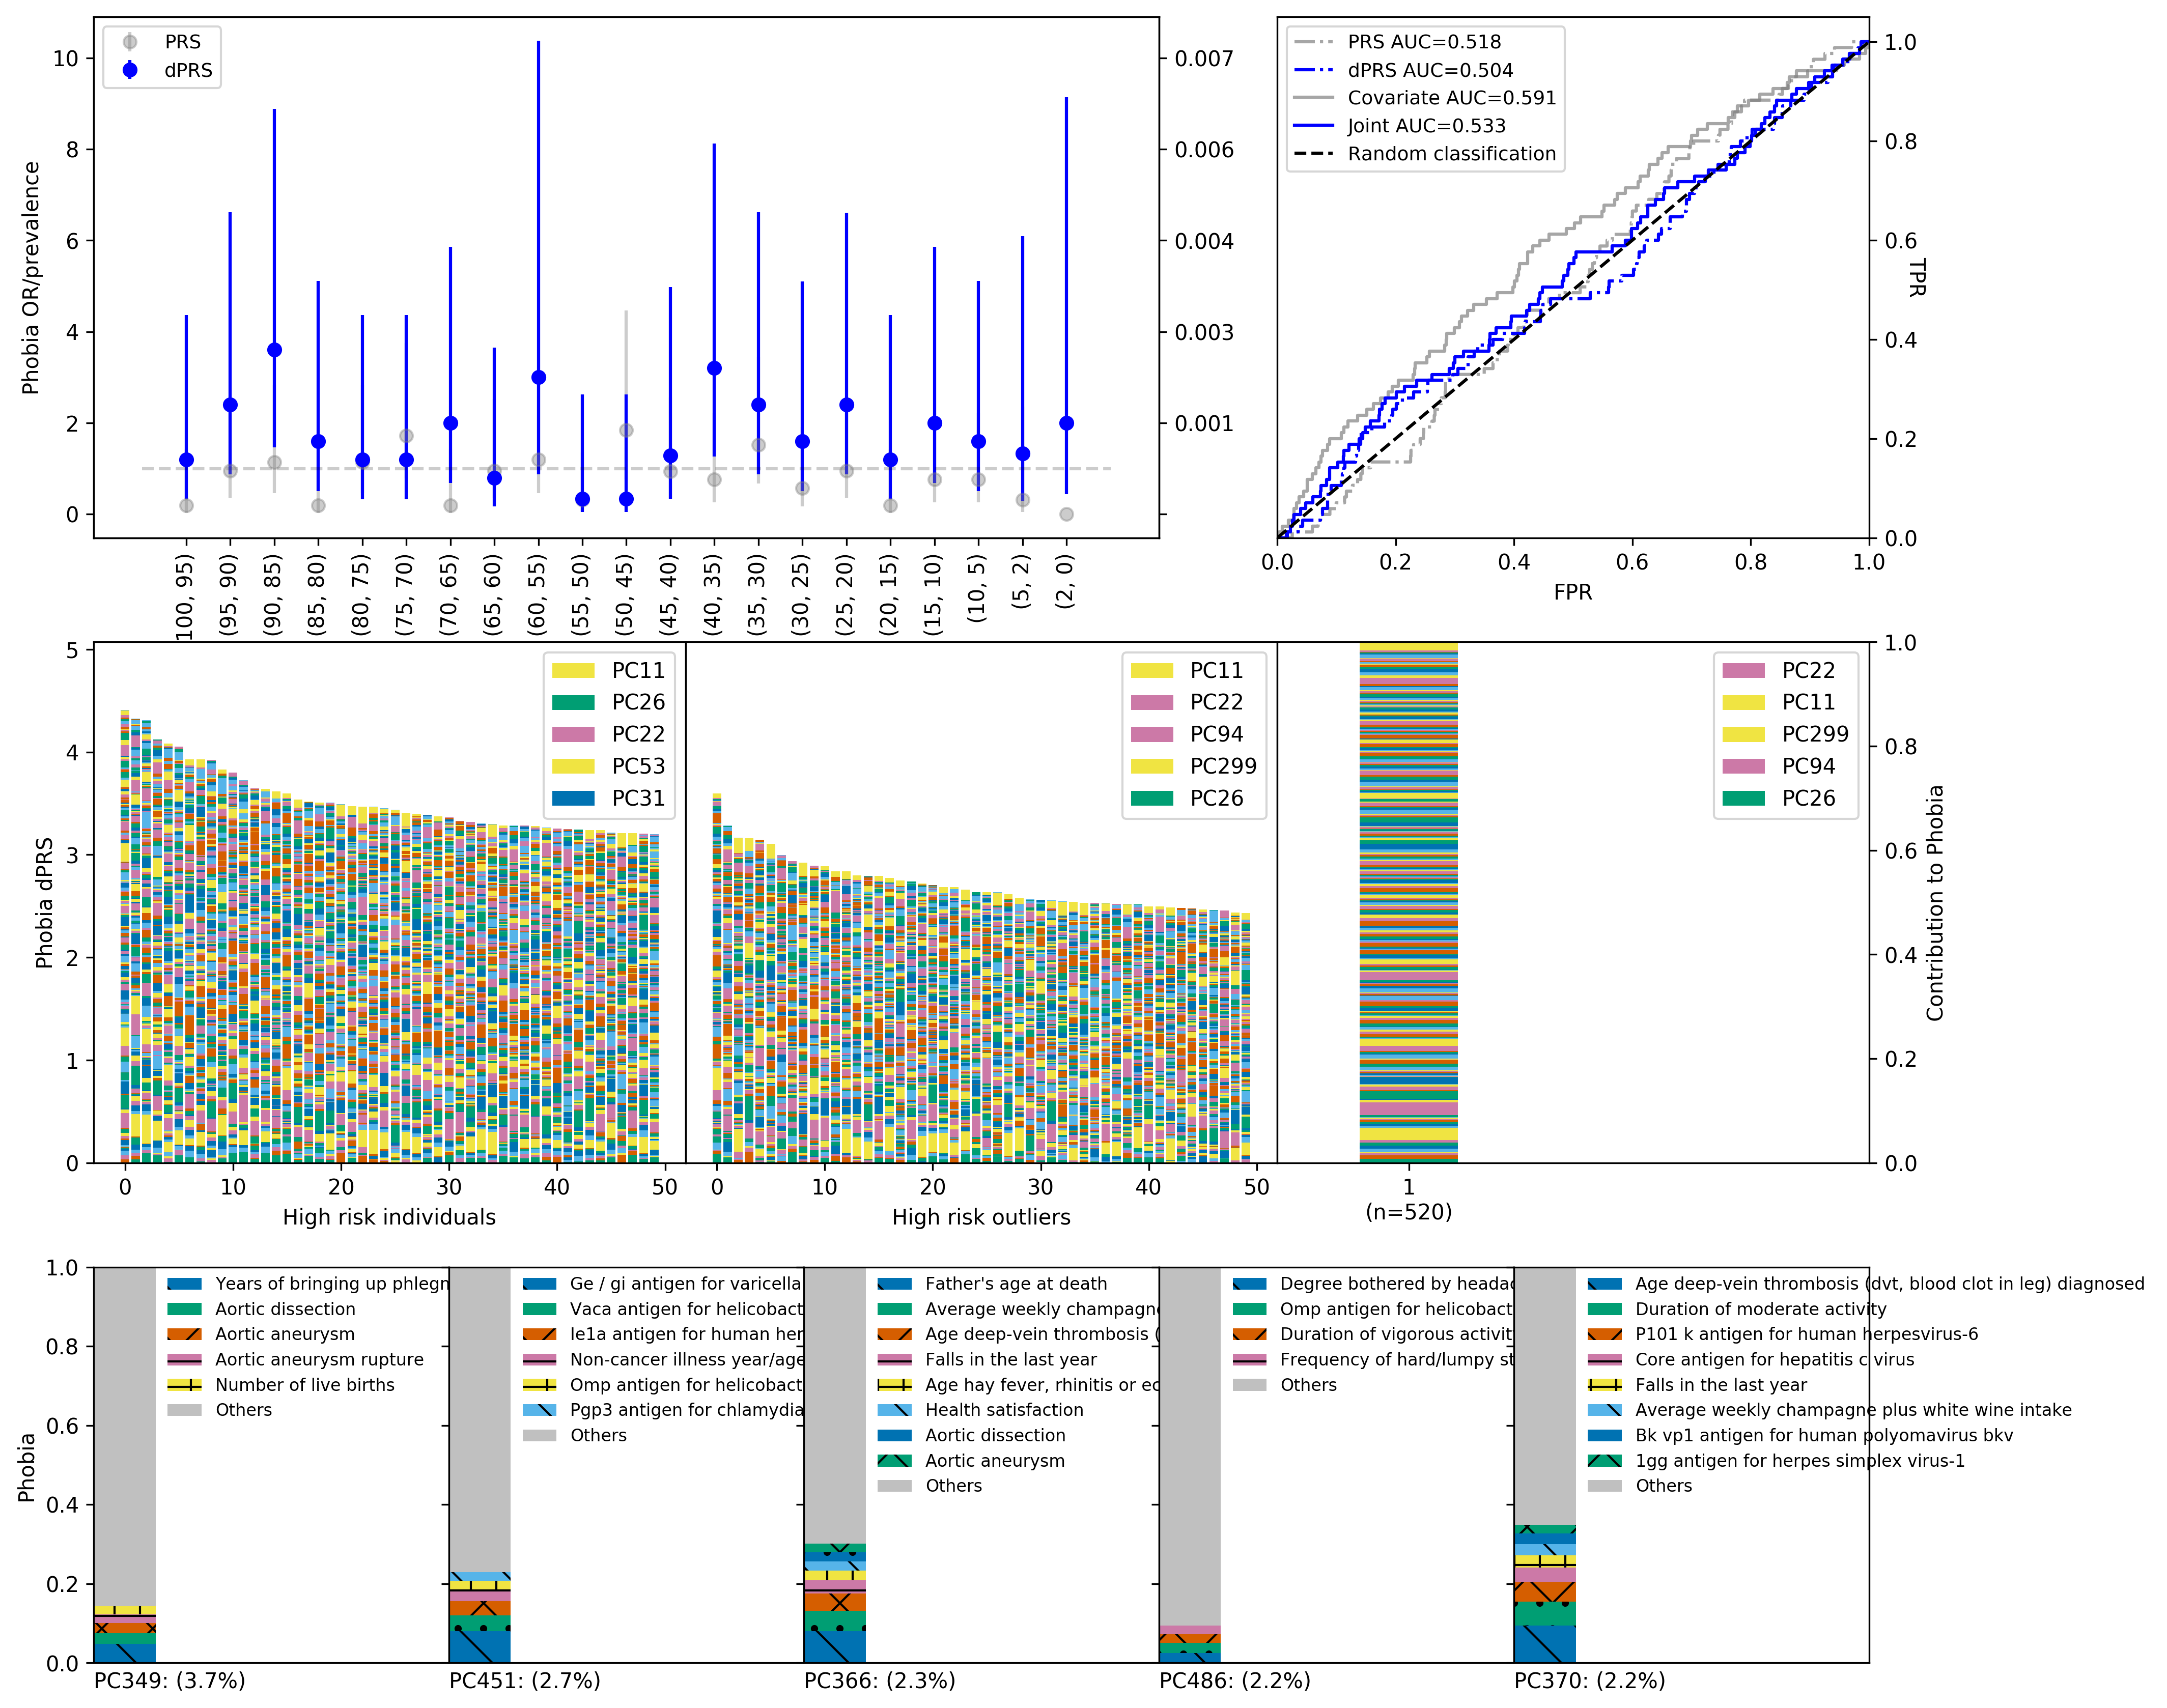 PRS
dPRS
10
8
6
4
2
0
Phobia OR/prevalence
0.007
0.006
0.004
0.003
0.001
100, 95)
(95, 90)
(90, 85)
(85, 80)
(80, 75)
(75, 70)
(70, 65)
(65, 60)
(60, 55)
(55, 50)
(50, 45)
(45, 40)
(40, 35)
(35, 30)
(30, 25)
(25, 20)
(20, 15)
(15, 10)
(10, 5)
(5, 2)
(2, 0)
PRS AUC=0.518
dPRS AUC=0.504
Covariate AUC=0.591
Joint AUC=0.533
Random classification
1.0
0.8
0.6
0.4
0.2
0.0
TPR
0.0 0.2 0.4 0.6 0.8 1.0
FPR
5
4
3
2
1
0
Phobia dPRS
PC11
PC26
PC22
PC53
PC31
0 10 20 30 40 50
High risk individuals
PC11
PC22
PC94
PC299
PC26
0 10 20 30 40 50
High risk outliers
PC22
PC11
PC299
PC94
PC26
1
(n=520)
1.0
0.8
0.6
0.4
0.2
0.0
Contribution to Phobia
1.0
0.8
0.6
0.4
0.2
0.0
Phobia
Years of bringing up phlegm
Aortic dissection
Aortic aneurysm
Aortic aneurysm rupture
Number of live births
Others
PC349: (3.7%)
Ge / gi antigen for varicella
Vaca antigen for helicobact
Ie1a antigen for human her
Non-cancer illness year/age
Omp antigen for helicobact
Pgp3 antigen for chlamydia
Others
PC451: (2.7%)
Father's age at death
Average weekly champagne
Age deep-vein thrombosis (
Falls in the last year
Age hay fever, rhinitis or ec
Health satisfaction
Aortic dissection
Aortic aneurysm
Others
PC366: (2.3%)
Degree bothered by headac
Omp antigen for helicobact
Duration of vigorous activit
Frequency of hard/lumpy st
Others
PC486: (2.2%)
Age deep-vein thrombosis (dvt, blood clot in leg) diagnosed
Duration of moderate activity
P101 k antigen for human herpesvirus-6
Core antigen for hepatitis c virus
Falls in the last year
Average weekly champagne plus white wine intake
Bk vp1 antigen for human polyomavirus bkv
1gg antigen for herpes simplex virus-1
Others
PC370: (2.2%)